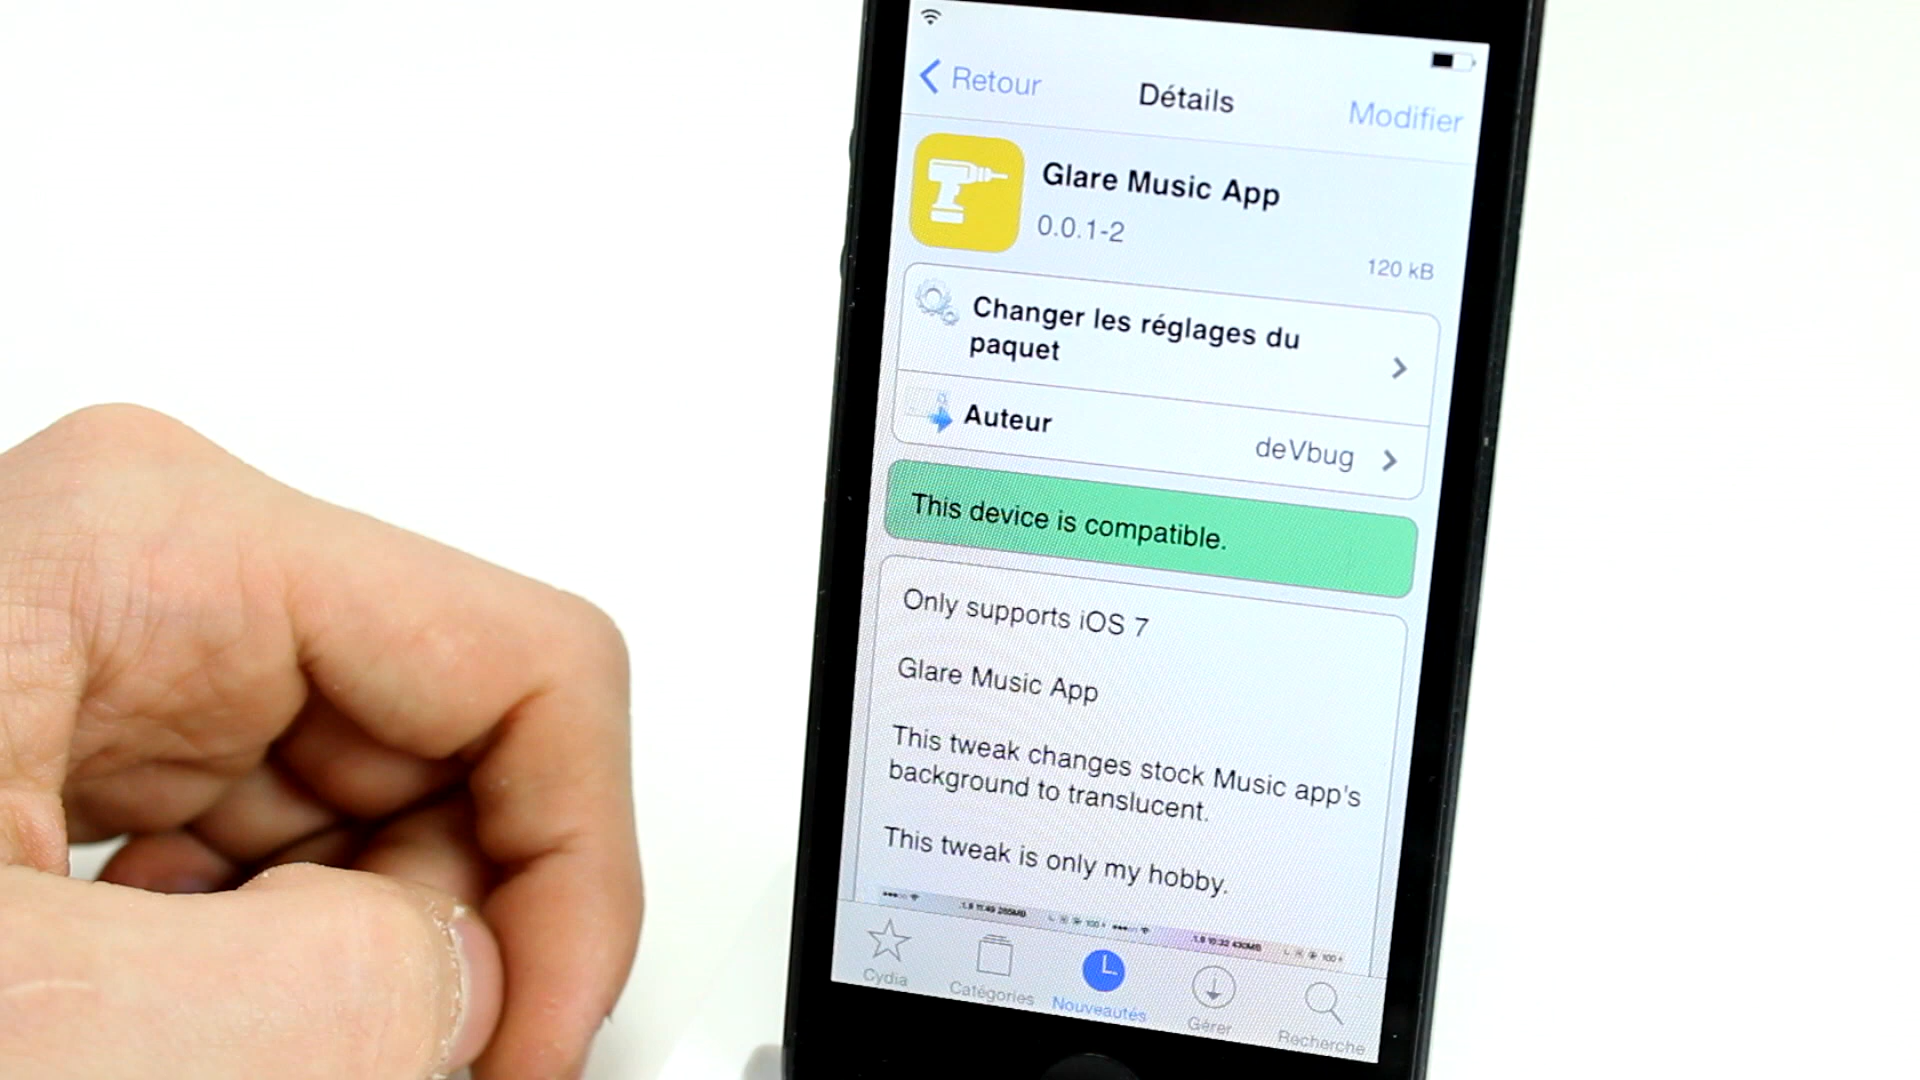 Retour
Détails
Modifier
Glare Music App
0.0.1-2
120 kB
Changer les réglages du
paquet
Auteur
deVbug
This device is compatible.
Only supports iOS 7
Glare Music App
This tweak changes stock Music app's
background to translucent.
This tweak is only my hobby.
Cydia
Catégories
Nouveautés
Gérer
Recherche